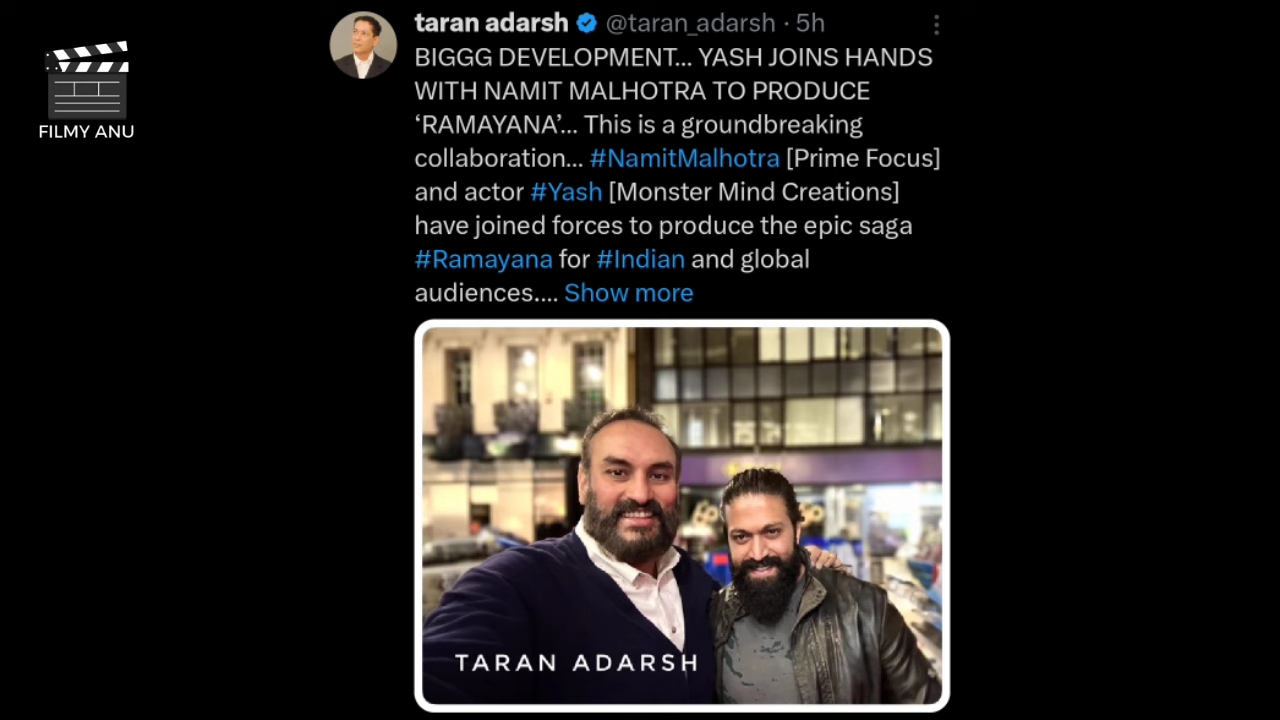 FILMY ANU
taran adarsh @taran_adarsh · 5h
BIGGG DEVELOPMENT... YASH JOINS HANDS
WITH NAMIT MALHOTRA TO PRODUCE
‘RAMAYANA’... This is a groundbreaking
collaboration... #NamitMalhotra [Prime Focus]
and actor #Yash [Monster Mind Creations]
have joined forces to produce the epic saga
#Ramayana for #Indian and global
audiences.... Show more
TARAN ADARSH